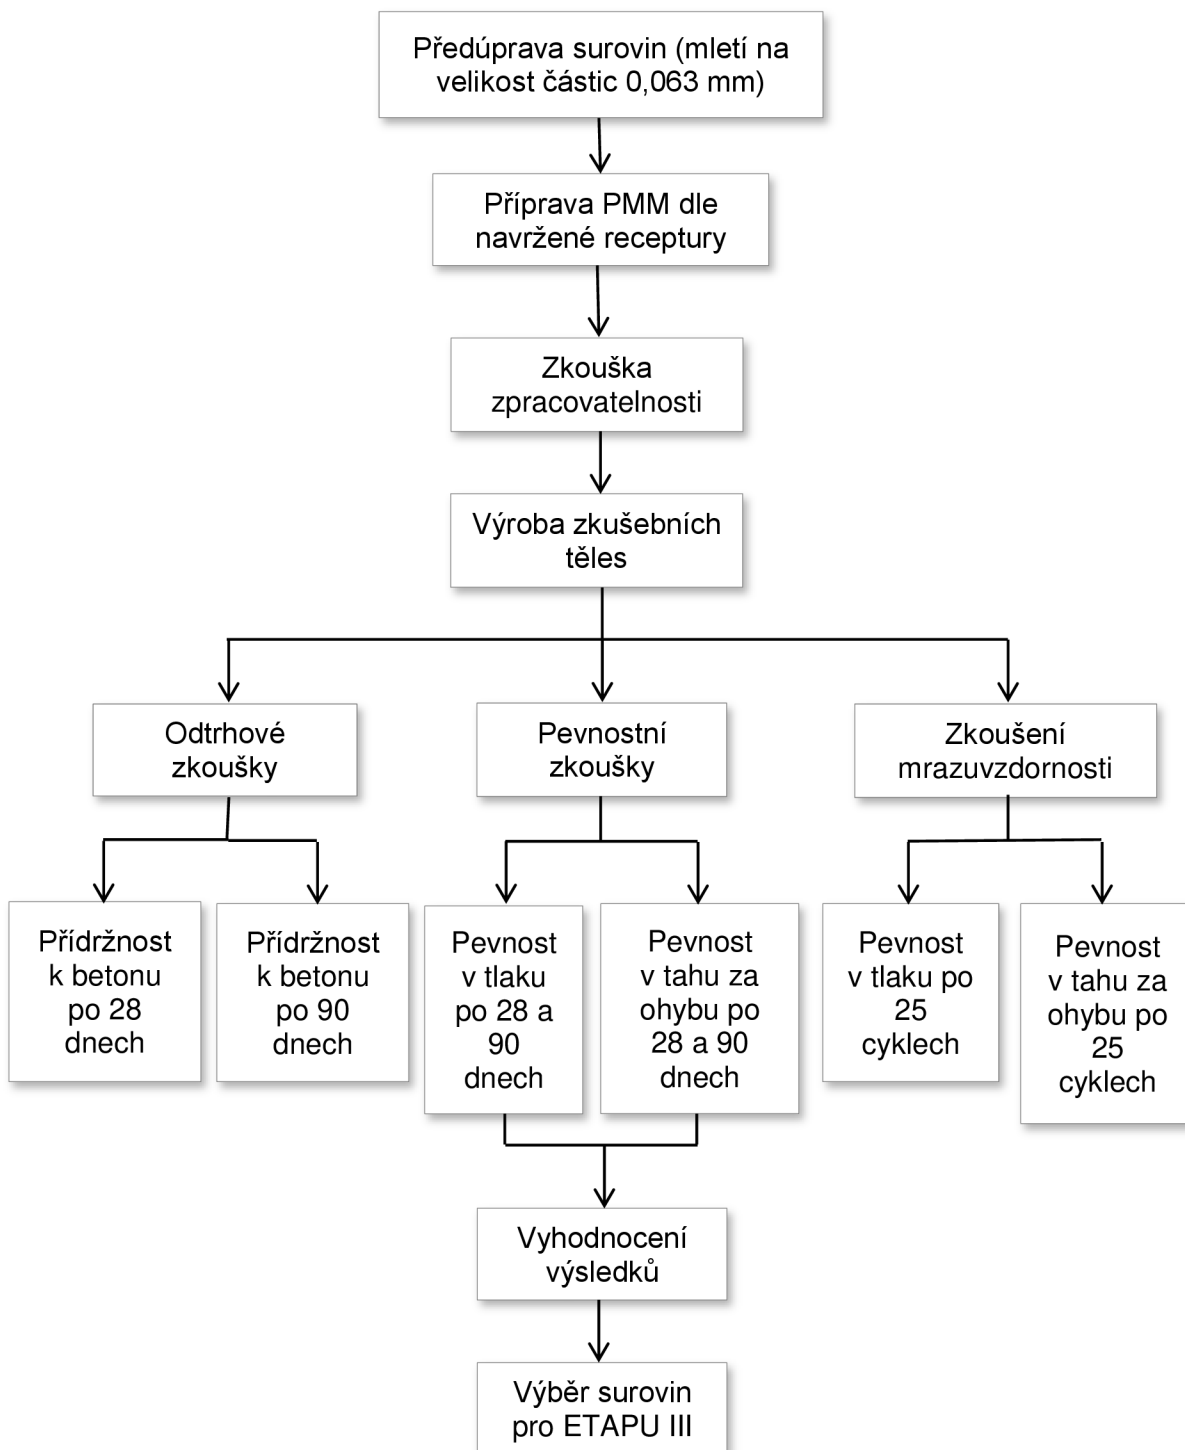 Předúprava surovin (mletí na
velikost částic 0,063 mm)
Příprava PMM dle
navržené receptury
Zkouška
zpracovatelnosti
Výroba zkušebních
těles
Odtrhové
zkoušky
Pevnostní
zkoušky
Zkoušení
mrazuvzdornosti
Přídržnost
k betonu
po 28
dnech
Přídržnost
k betonu
po 90
dnech
Pevnost
v tlaku
po 28 a
90
dnech
Pevnost
v tahu za
ohybu po
28 a 90
dnech
Pevnost
v tlaku po
25
cyklech
Pevnost
v tahu za
ohybu po
25
cyklech
Vyhodnocení
výsledků
Výběr surovin
pro ETAPU III